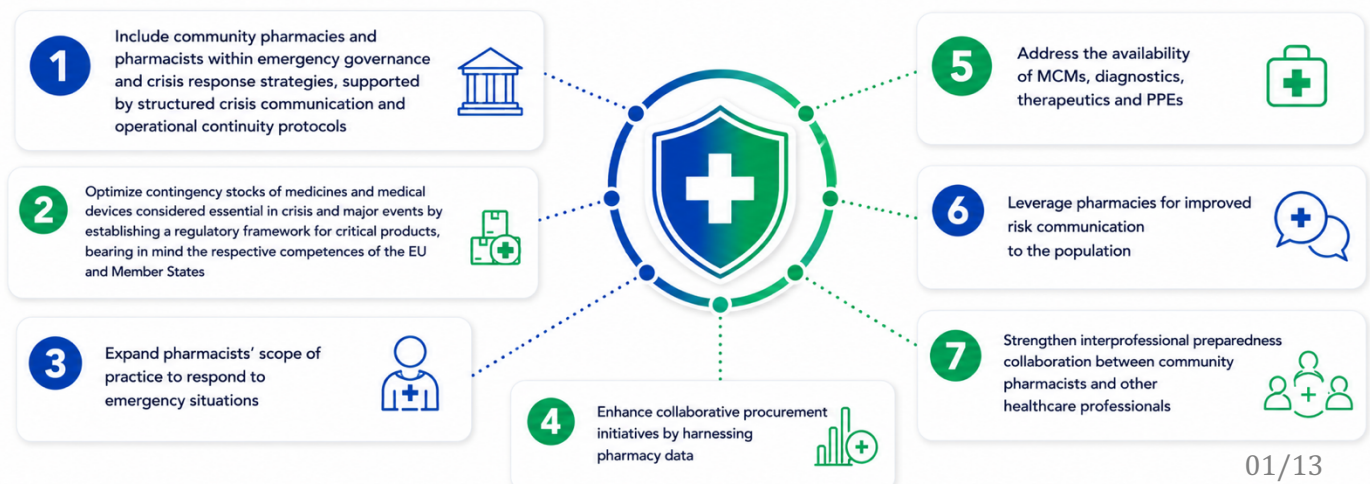 1
Include community pharmacies and
pharmacists within emergency governance
and crisis response strategies, supported
by structured crisis communication and
operational continuity protocols
2
Optimize contingency stocks of medicines and medical
devices considered essential in crisis and major events by
establishing a regulatory framework for critical products,
bearing in mind the respective competences of the EU
and Member States
3
Expand pharmacists' scope of
practice to respond to
emergency situations
4
Enhance collaborative procurement
initiatives by harnessing
pharmacy data
5
Address the availability
of MCMs, diagnostics,
therapeutics and PPEs
6
Leverage pharmacies for improved
risk communication
to the population
7
Strengthen interprofessional preparedness
collaboration between community
pharmacists and other
healthcare professionals
01/13